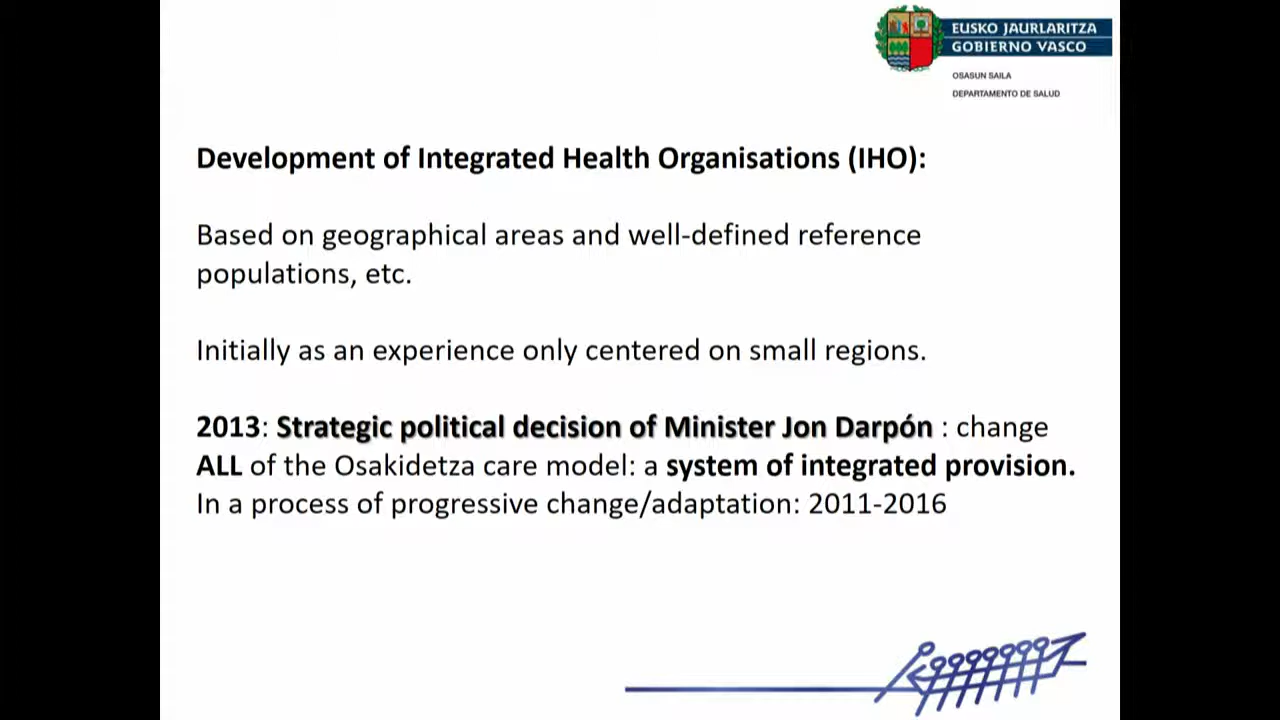 EUSKO JAURLARITZA
GOBIERNO VASCO
OSASUN SAILA
DEPARTAMENTO DE SALUD
Development of Integrated Health Organisations (IHO):
Based on geographical areas and well-defined reference
populations, etc.
Initially as an experience only centered on small regions.
2013: Strategic political decision of Minister Jon Darpón : change
ALL of the Osakidetza care model: a system of integrated provision.
In a process of progressive change/adaptation: 2011-2016